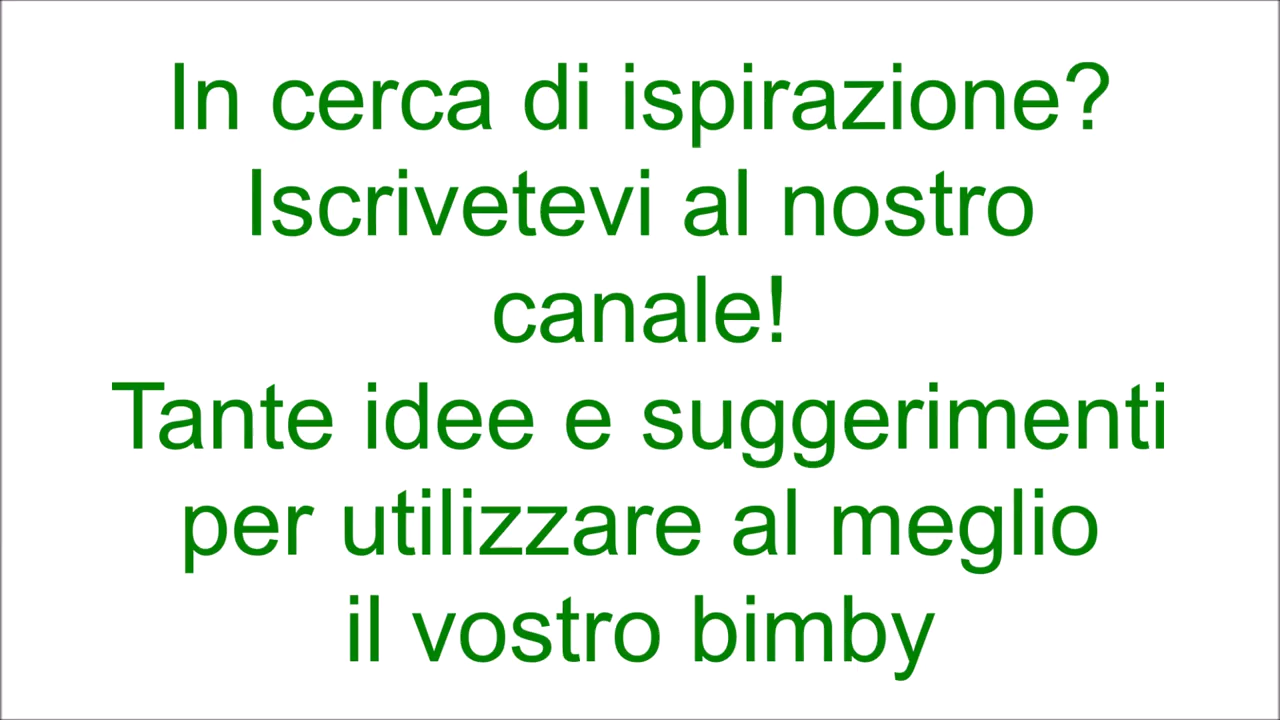 In cerca di ispirazione?
Iscrivetevi al nostro
canale!
Tante idee e suggerimenti
per utilizzare al meglio
il vostro bimby